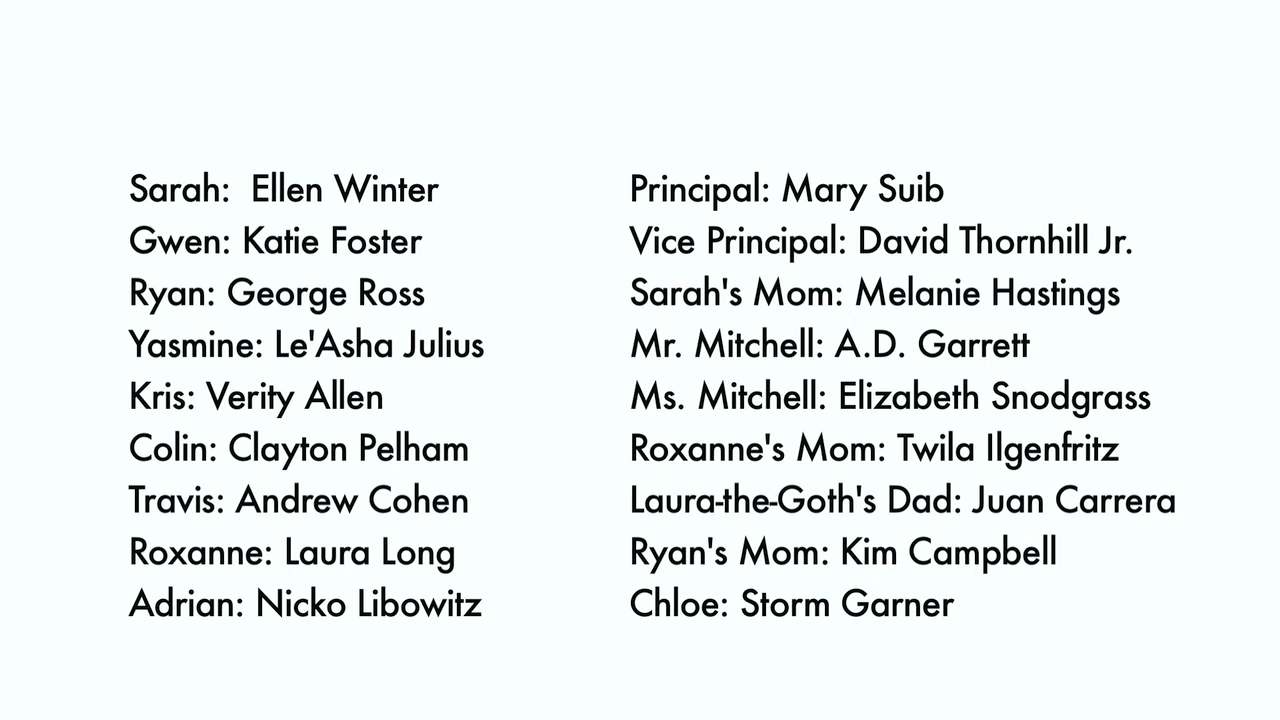 Sarah:  Ellen Winter
Gwen: Katie Foster
Ryan: George Ross
Yasmine: Le'Asha Julius
Kris: Verity Allen
Colin: Clayton Pelham
Travis: Andrew Cohen
Roxanne: Laura Long
Adrian: Nicko Libowitz
Principal: Mary Suib
Vice Principal: David Thornhill Jr.
Sarah's Mom: Melanie Hastings
Mr. Mitchell: A.D. Garrett
Ms. Mitchell: Elizabeth Snodgrass
Roxanne's Mom: Twila Ilgenfritz
Laura-the-Goth's Dad: Juan Carrera
Ryan's Mom: Kim Campbell
Chloe: Storm Garner